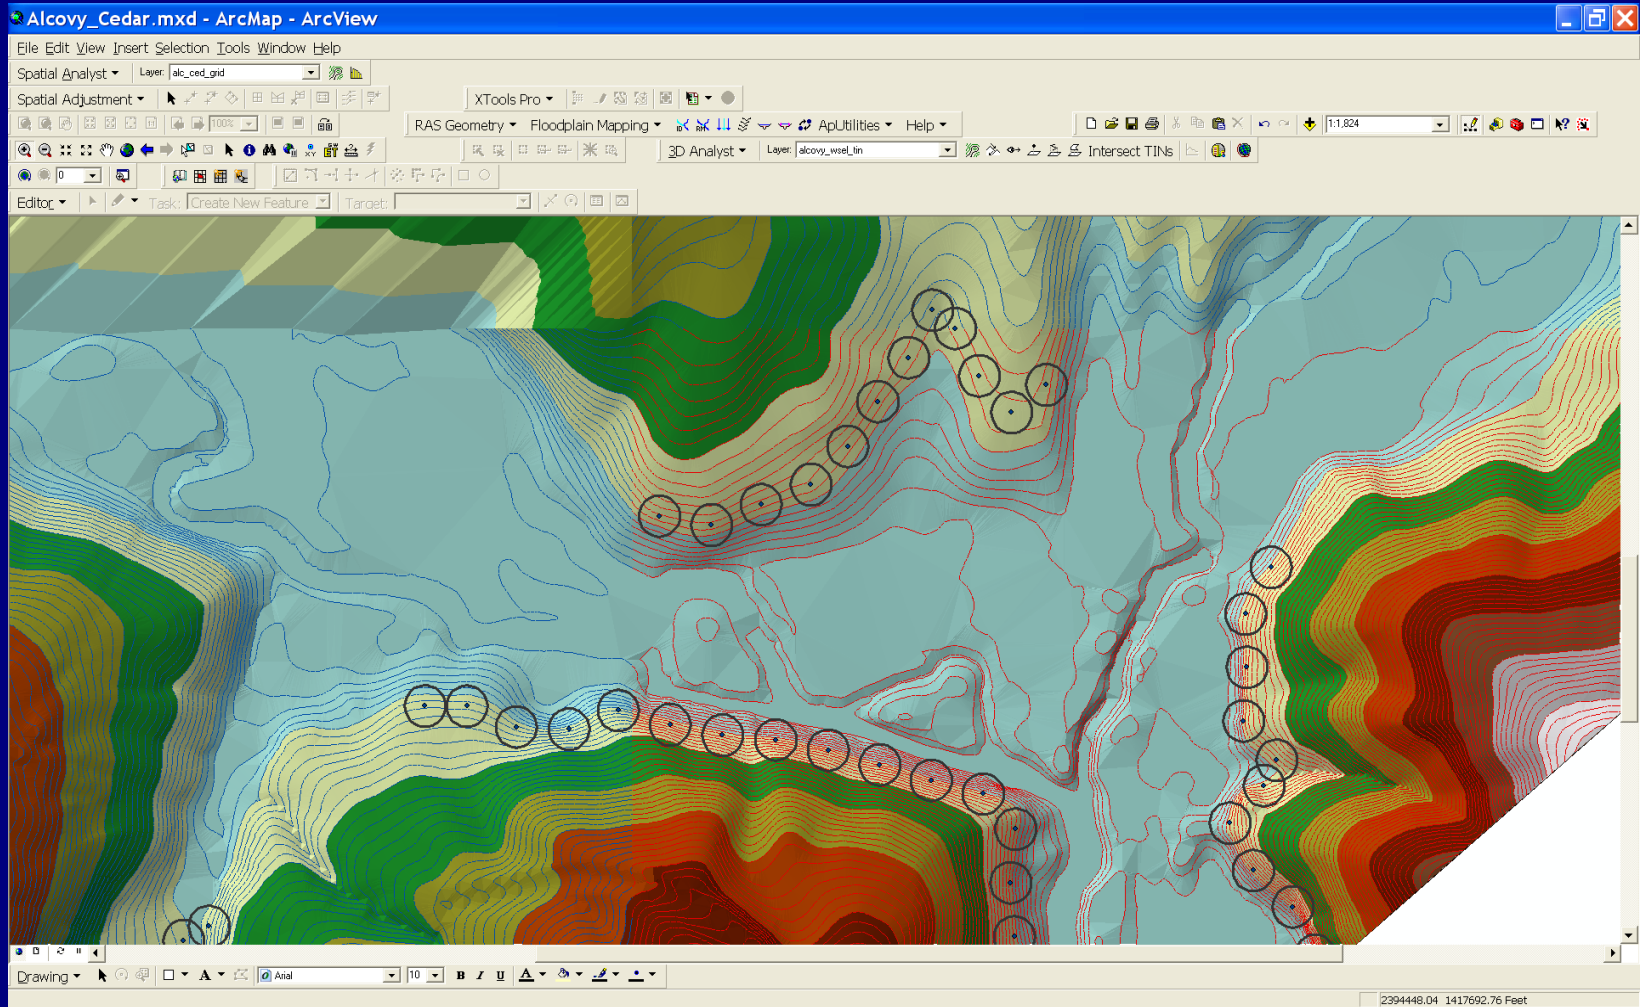 Alcovy_Cedar.mxd - ArcMap - ArcView
File Edit View Insert Selection Tools Window Help
Spatial Analyst Layer: alc_ced_grid
Spatial Adjustment XTools Pro
100% RAS Geometry Floodplain Mapping ApUtilities Help 1:1,824
3D Analyst Layer: alcovy_wsel_tin Intersect TINs
0
Editor Task: Create New Feature Target:
Drawing A Arial 10 B I U A
2394448.04 1417692.76 Feet